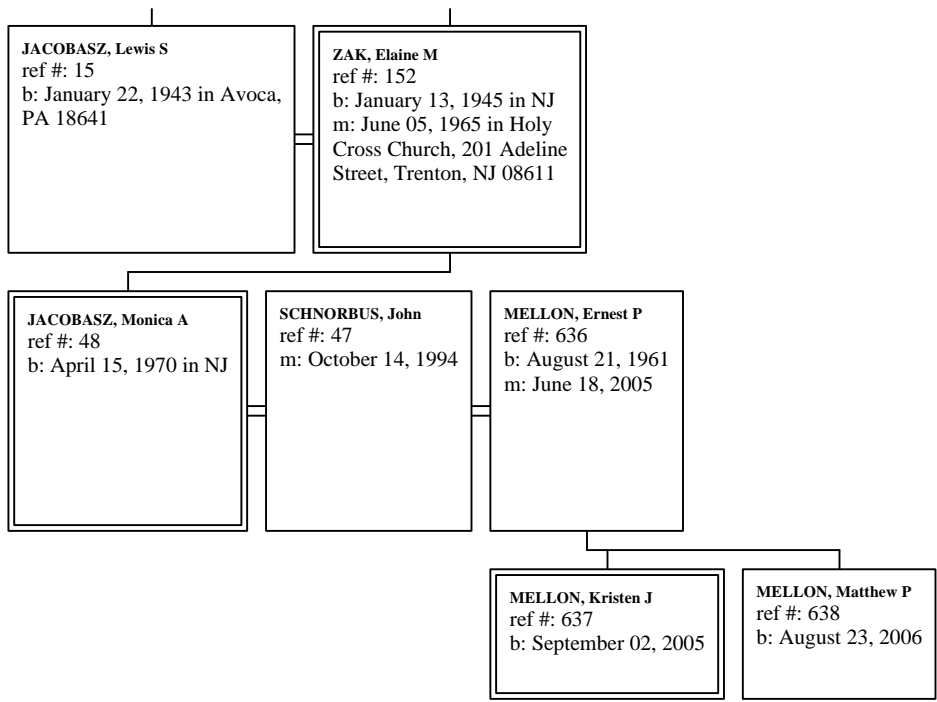 JACOBASZ, Lewis S
ref #: 15
b: January 22, 1943 in Avoca,
PA 18641
ZAK, Elaine M
ref #: 152
b: January 13, 1945 in NJ
m: June 05, 1965 in Holy
Cross Church, 201 Adeline
Street, Trenton, NJ 08611
JACOBASZ, Monica A
ref #: 48
b: April 15, 1970 in NJ
SCHNORBUS, John
ref #: 47
m: October 14, 1994
MELLON, Ernest P
ref #: 636
b: August 21, 1961
m: June 18, 2005
MELLON, Kristen J
ref #: 637
b: September 02, 2005
MELLON, Matthew P
ref #: 638
b: August 23, 2006